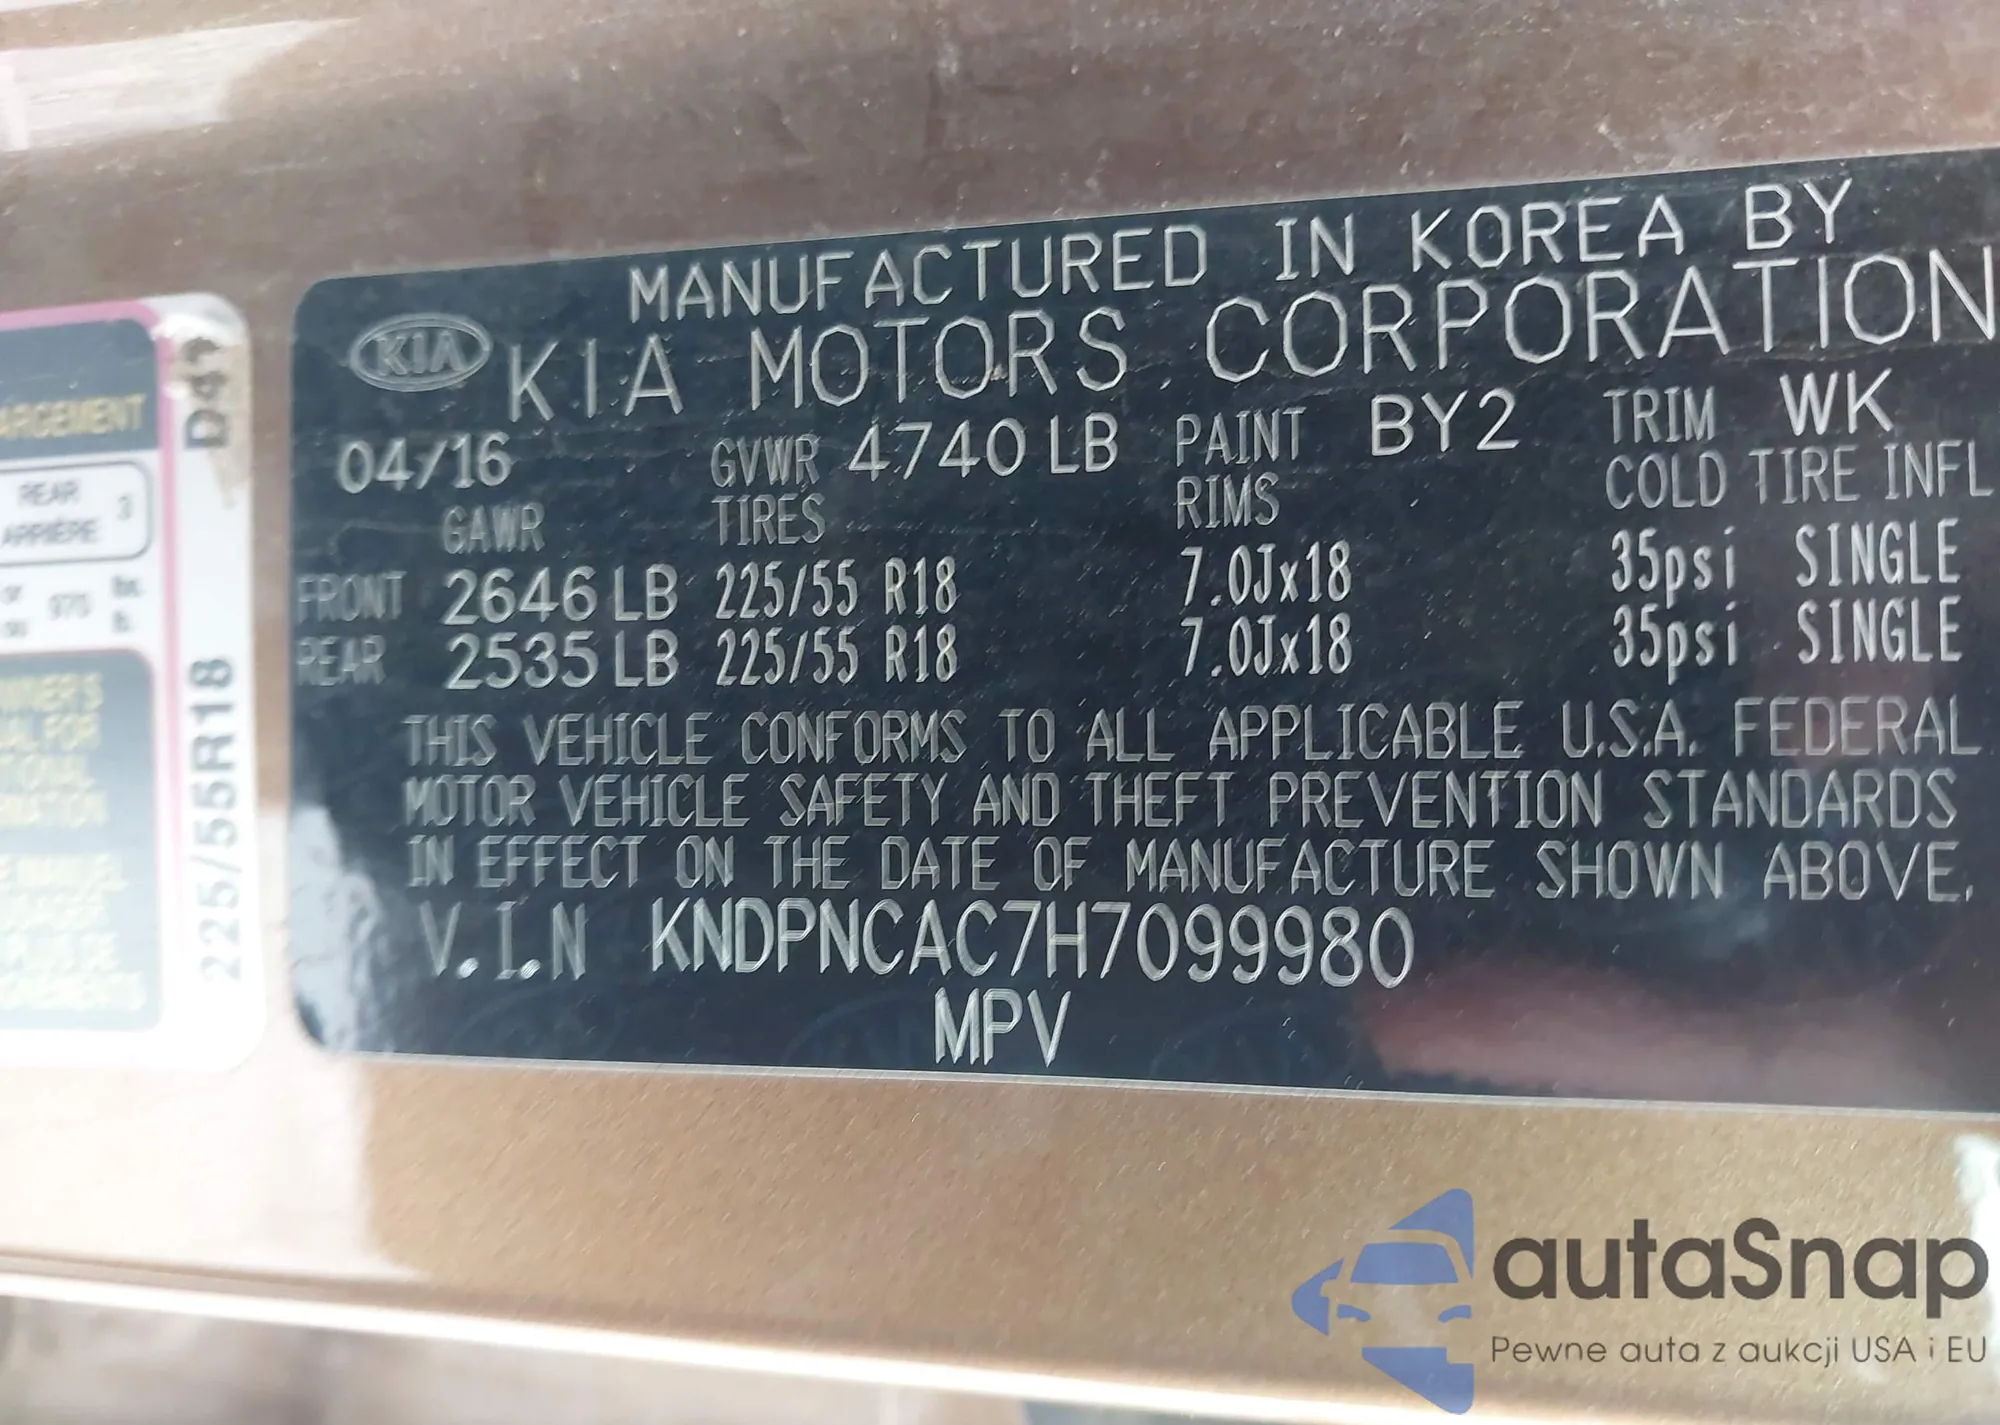 MANUFACTURED IN KOREA BY
KIA KIA MOTORS CORPORATION
04/16 GVWR 4740 LB PAINT BY2 TRIM WK
GAWR TIRES RIMS COLD TIRE INFL
FRONT 2646 LB 225/55 R18 7.0Jx18 35psi SINGLE
REAR 2535 LB 225/55 R18 7.0Jx18 35psi SINGLE
THIS VEHICLE CONFORMS TO ALL APPLICABLE U.S.A. FEDERAL
MOTOR VEHICLE SAFETY AND THEFT PREVENTION STANDARDS
IN EFFECT ON THE DATE OF MANUFACTURE SHOWN ABOVE.
V.I.N KNDPNCAC7H7099980
MPV
D41
225/55R18
REAR 3
ARRIÈRE
970
autaSnap
Pewne auta z aukcji USA i EU